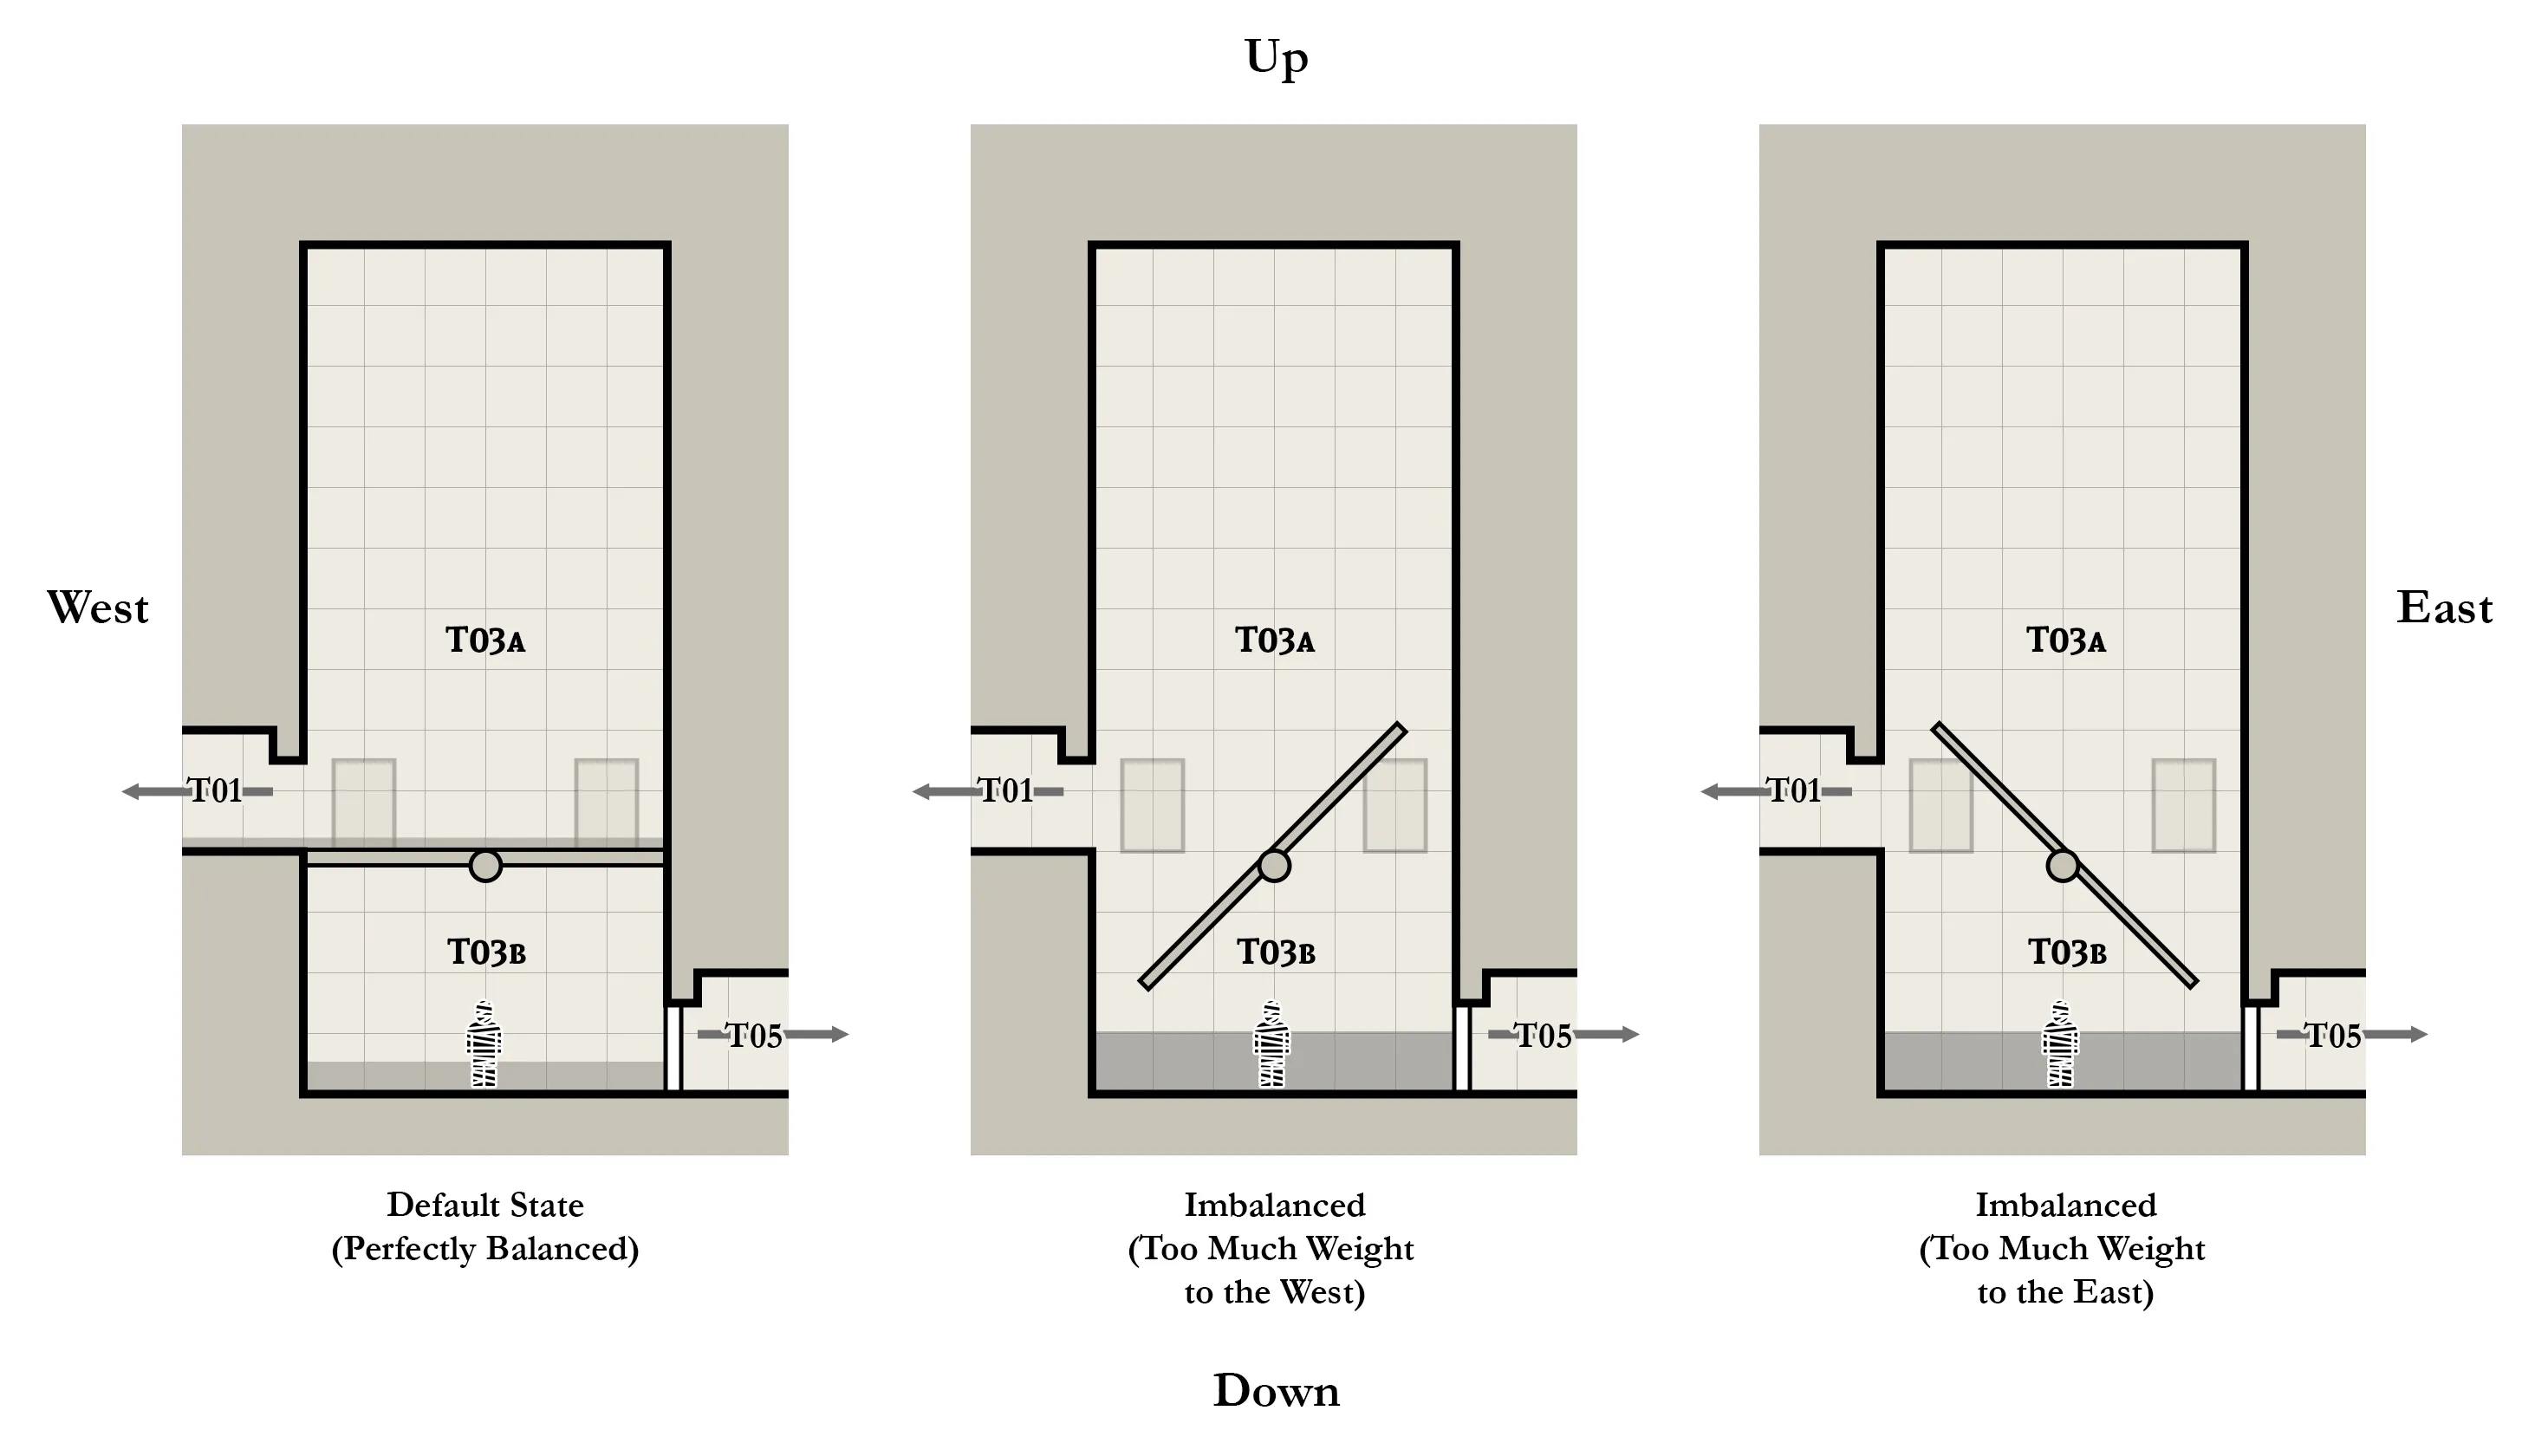 Up
West
East
T03A
T03A
T03A
T01
T01
T01
T03B
T03B
T03B
T05
T05
T05
Default State
(Perfectly Balanced)
Imbalanced
(Too Much Weight
to the West)
Imbalanced
(Too Much Weight
to the East)
Down